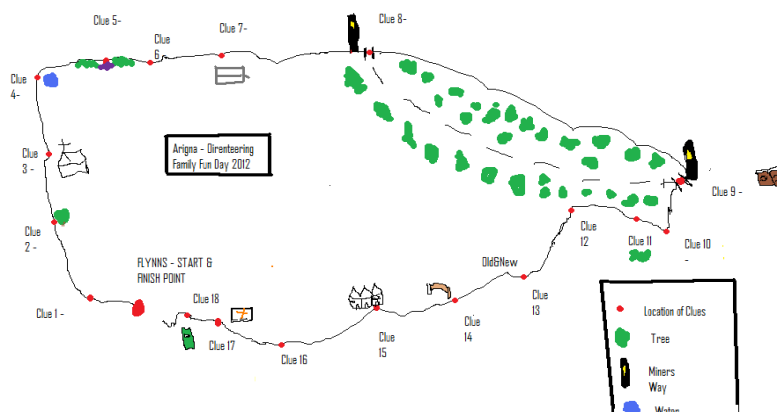 Clue 5-
Clue
6
Clue 7-
Clue 8-
Clue
4-
Arigna - Oirenteering
Family Fun Day 2012
Clue
3 -
Clue 9 -
Clue
2 -
Clue
12
Clue 11
Clue 10
-
Old&New
FLYNNS - START &
FINISH POINT
Clue
13
Clue 1 -
Clue 18
Clue
14
Clue 17
Clue 16
Clue
15
Location of Clues
Tree
Miners
Way
Water